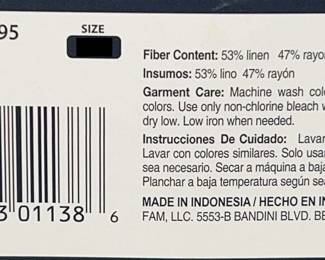 95
SIZE
Fiber Content: 53% linen 47% rayon
Insumos: 53% lino 47% rayón
Garment Care: Machine wash col
colors. Use only non-chlorine bleach w
dry low. Low iron when needed.
Instrucciones De Cuidado: Lavar
Lavar con colores similares. Solo usar
sea necesario. Secar a máquina a baja
Planchar a baja temperatura según sea
MADE IN INDONESIA / HECHO EN IN
FAM, LLC. 5553-B BANDINI BLVD. BE
3 01138 6